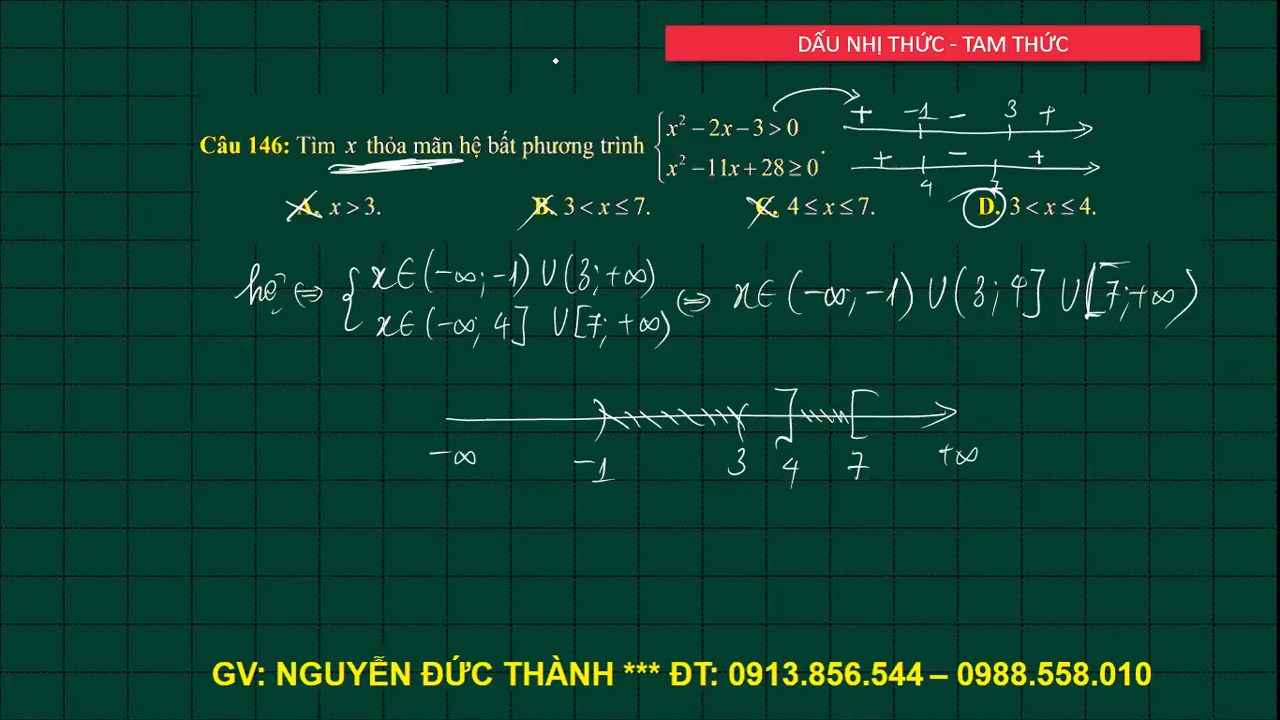 DẤU NHỊ THỨC - TAM THỨC
Câu 146: Tìm x thỏa mãn hệ bất phương trình { x² − 2x − 3 > 0
x² − 11x + 28 ≥ 0 .
+ -1 − 3 +
+ − +
4 7
A. x > 3. B. 3 < x ≤ 7. C. 4 ≤ x ≤ 7. D. 3 < x ≤ 4.
hệ ⇔ { x ∈ (−∞; −1) ∪ (3; +∞)
x ∈ (−∞; 4] ∪ [7; +∞)
⇔ x ∈ (−∞; −1) ∪ (3; 4] ∪ [7; +∞)
−∞ −1 3 4 7 +∞
GV: NGUYỄN ĐỨC THÀNH *** ĐT: 0913.856.544 – 0988.558.010